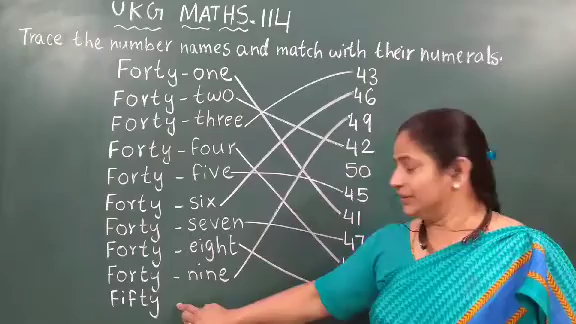 UKG MATHS.114
Trace the number names and match with their numerals.
Forty-one 43
Forty-two 46
Forty-three 49
Forty-four 42
Forty-five 50
Forty-six 45
Forty-seven 41
Forty-eight 47
Forty-nine
Fifty